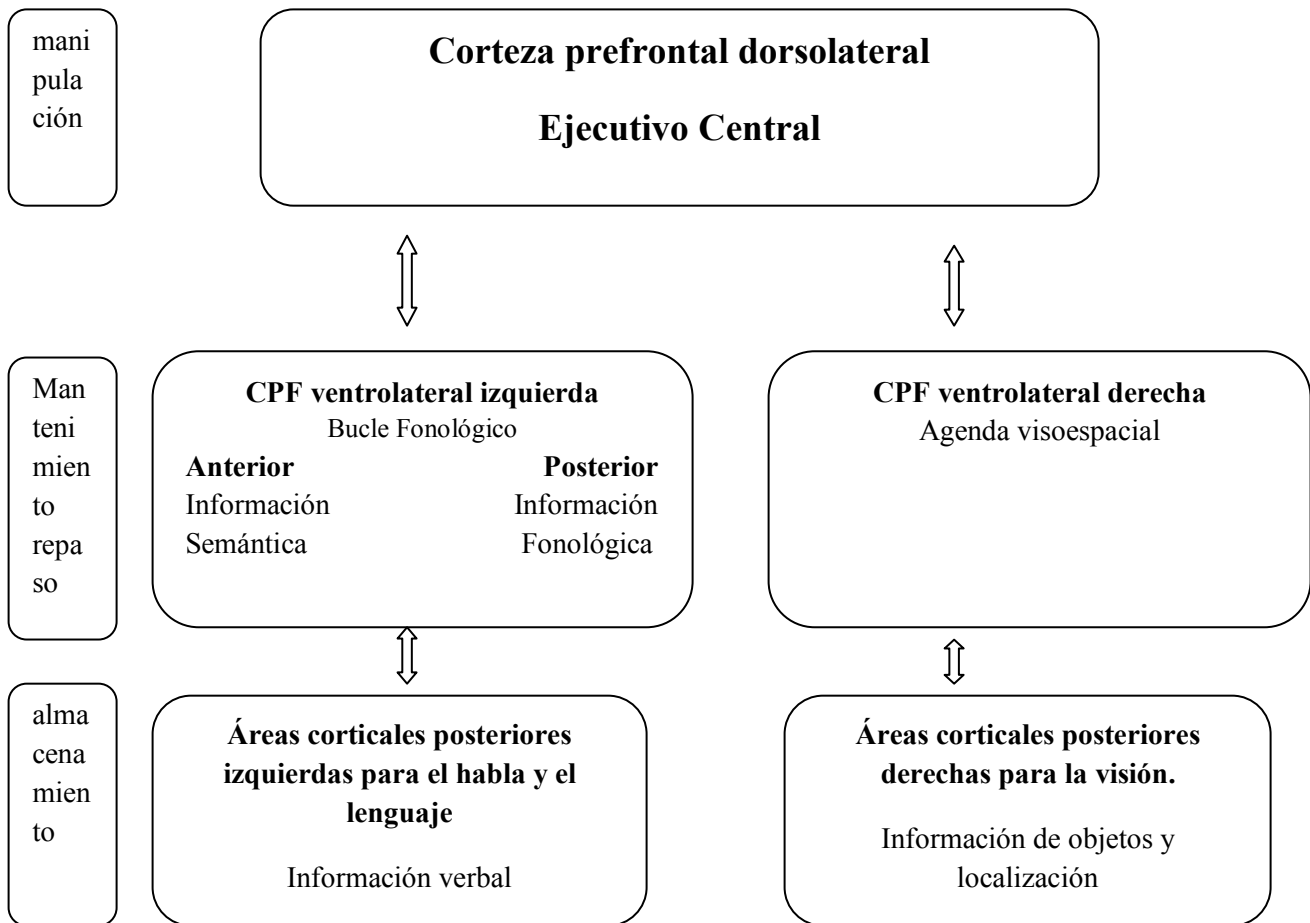 mani
pula
ción
Corteza prefrontal dorsolateral
Ejecutivo Central
Man
teni
mien
to
repa
so
CPF ventrolateral izquierda
Bucle Fonológico
Anterior Posterior
Información Información
Semántica Fonológica
CPF ventrolateral derecha
Agenda visoespacial
alma
cena
mien
to
Áreas corticales posteriores
izquierdas para el habla y el
lenguaje
Información verbal
Áreas corticales posteriores
derechas para la visión.
Información de objetos y
localización